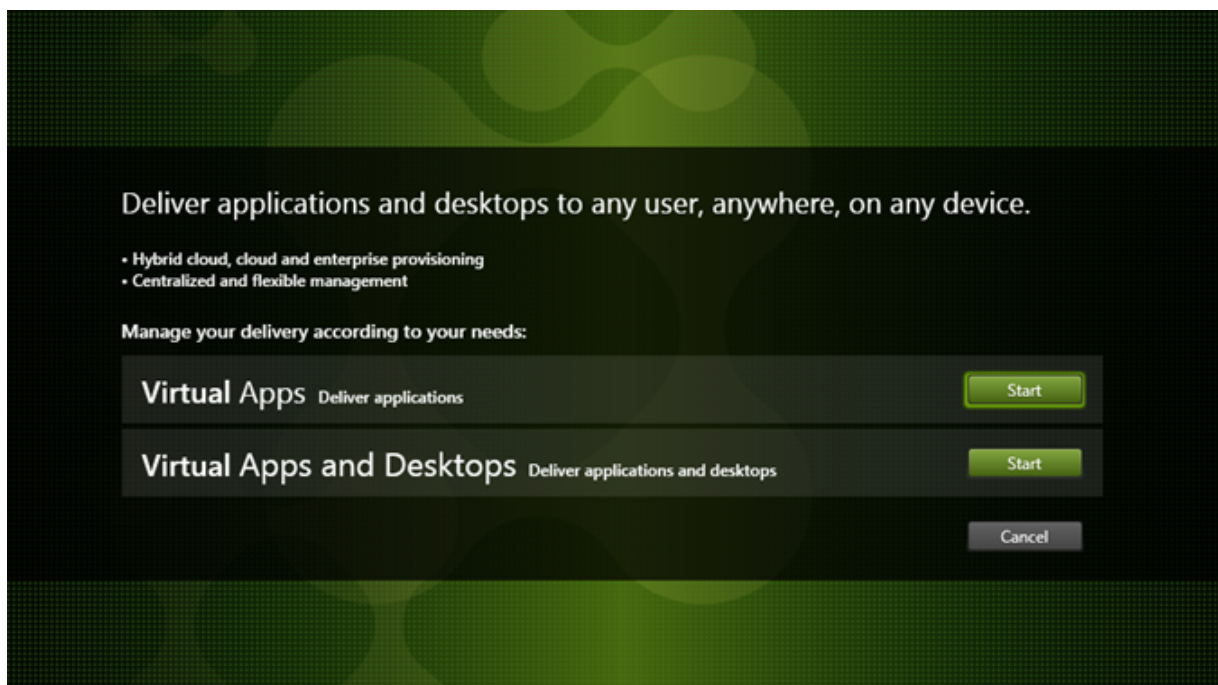 Deliver applications and desktops to any user, anywhere, on any device.
• Hybrid cloud, cloud and enterprise provisioning
• Centralized and flexible management
Manage your delivery according to your needs:
Virtual Apps Deliver applications Start
Virtual Apps and Desktops Deliver applications and desktops Start
Cancel